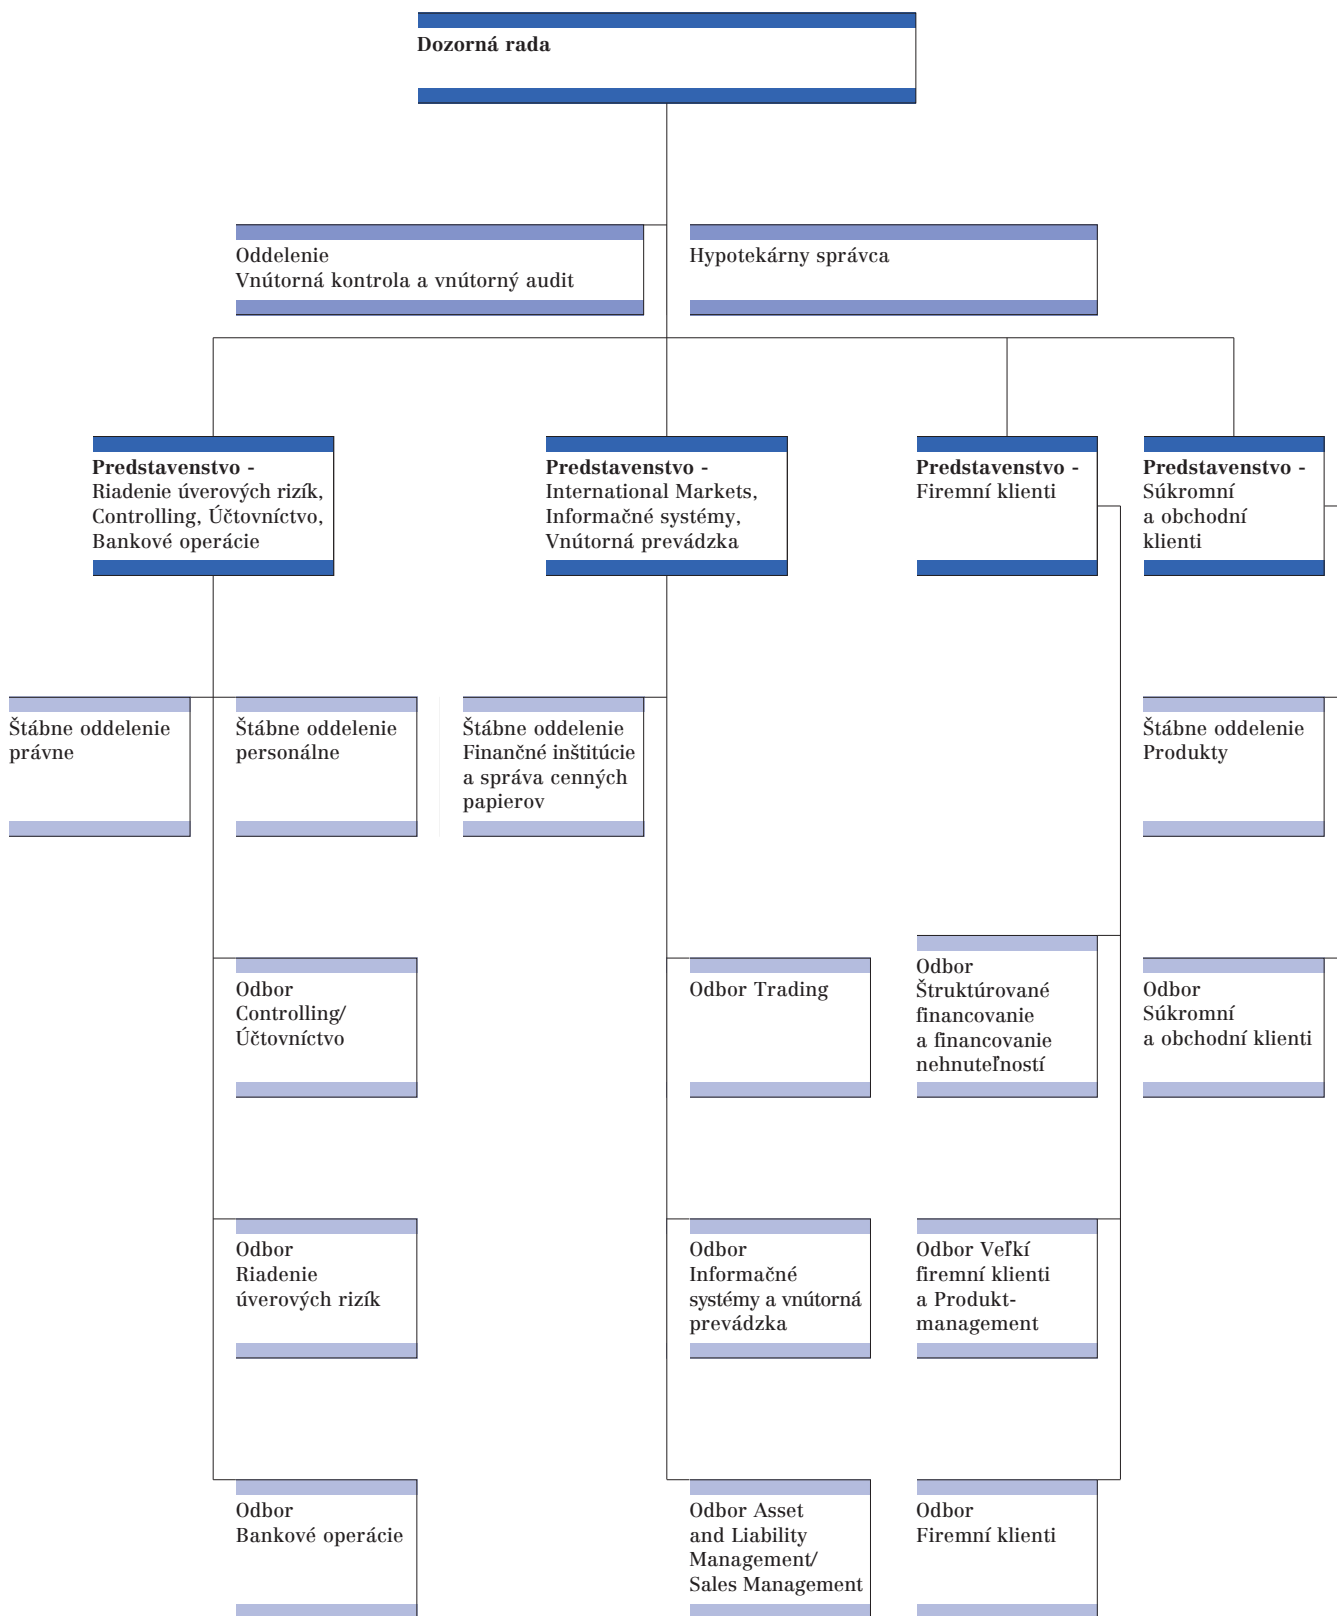 Dozorná rada
Oddelenie
Vnútorná kontrola a vnútorný audit
Hypotekárny správca
Predstavenstvo -
Riadenie úverových rizík,
Controlling, Účtovníctvo,
Bankové operácie
Predstavenstvo -
International Markets,
Informačné systémy,
Vnútorná prevádzka
Predstavenstvo -
Firemní klienti
Predstavenstvo -
Súkromní
a obchodní
klienti
Štábne oddelenie
právne
Štábne oddelenie
personálne
Štábne oddelenie
Finančné inštitúcie
a správa cenných
papierov
Štábne oddelenie
Produkty
Odbor
Controlling/
Účtovníctvo
Odbor Trading
Odbor
Štruktúrované
financovanie
a financovanie
nehnuteľností
Odbor
Súkromní
a obchodní klienti
Odbor
Riadenie
úverových rizík
Odbor
Informačné
systémy a vnútorná
prevádzka
Odbor Veľkí
firemní klienti
a Produkt-
management
Odbor
Bankové operácie
Odbor Asset
and Liability
Management/
Sales Management
Odbor
Firemní klienti